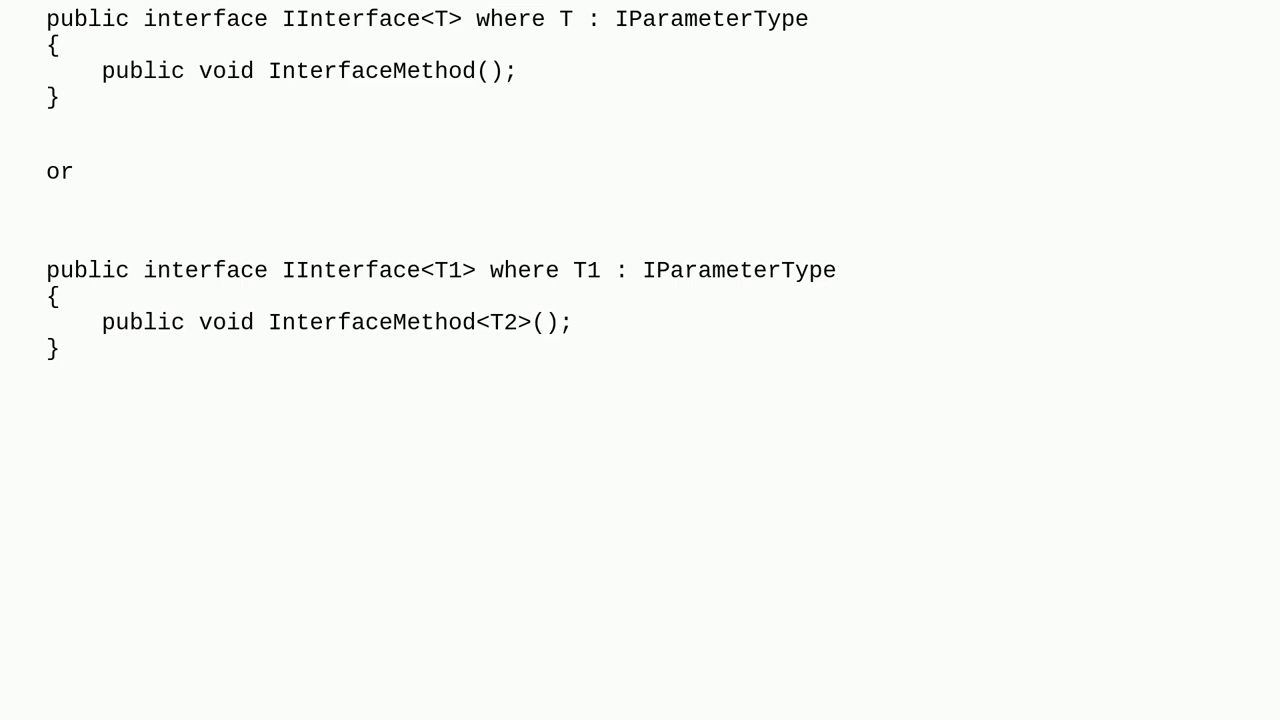 public interface IInterface<T> where T : IParameterType
{
    public void InterfaceMethod();
}
or
public interface IInterface<T1> where T1 : IParameterType
{
    public void InterfaceMethod<T2>();
}